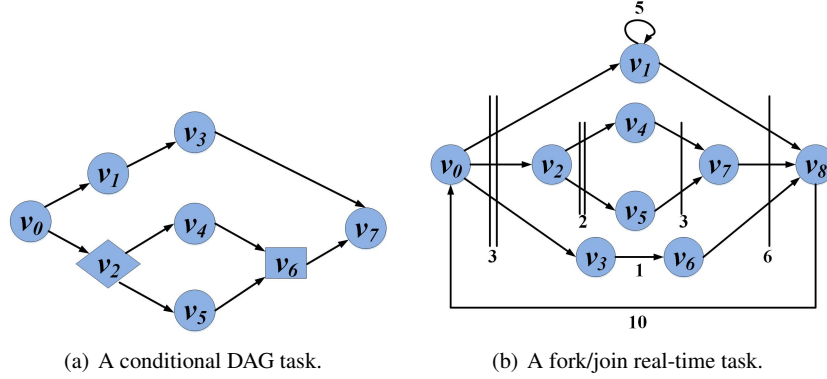 v0
v1
v2
v3
v4
v5
v6
v7
(a) A conditional DAG task.
5
v1
v0
v2
v4
v5
v7
v8
2
3
v3
v6
3
1
6
10
(b) A fork/join real-time task.